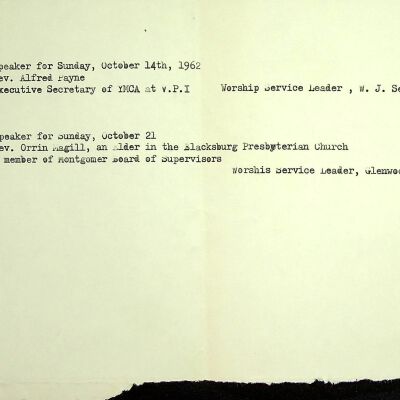 peaker for Sunday, October 14th, 1962
ev. Alfred Payne
xecutive Secretary of YMCA at V.P.I Worship Service Leader , W. J. Se
peaker for Sunday, October 21
ev. Orrin Magill, an Elder in the Blacksburg Presbyterian Church
member of Montgomer Board of Supervisors
Worshis Service Leader, Glenwoo